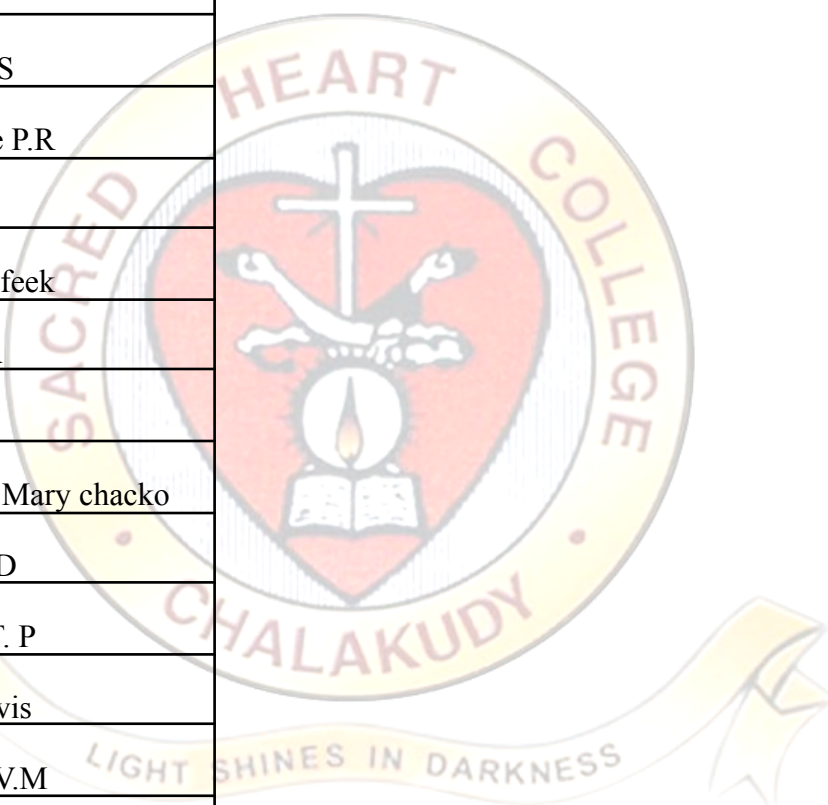 S
P.R
feek
Mary chacko
D
T. P
vis
V.M
SACRED HEART COLLEGE
CHALAKUDY
LIGHT SHINES IN DARKNESS